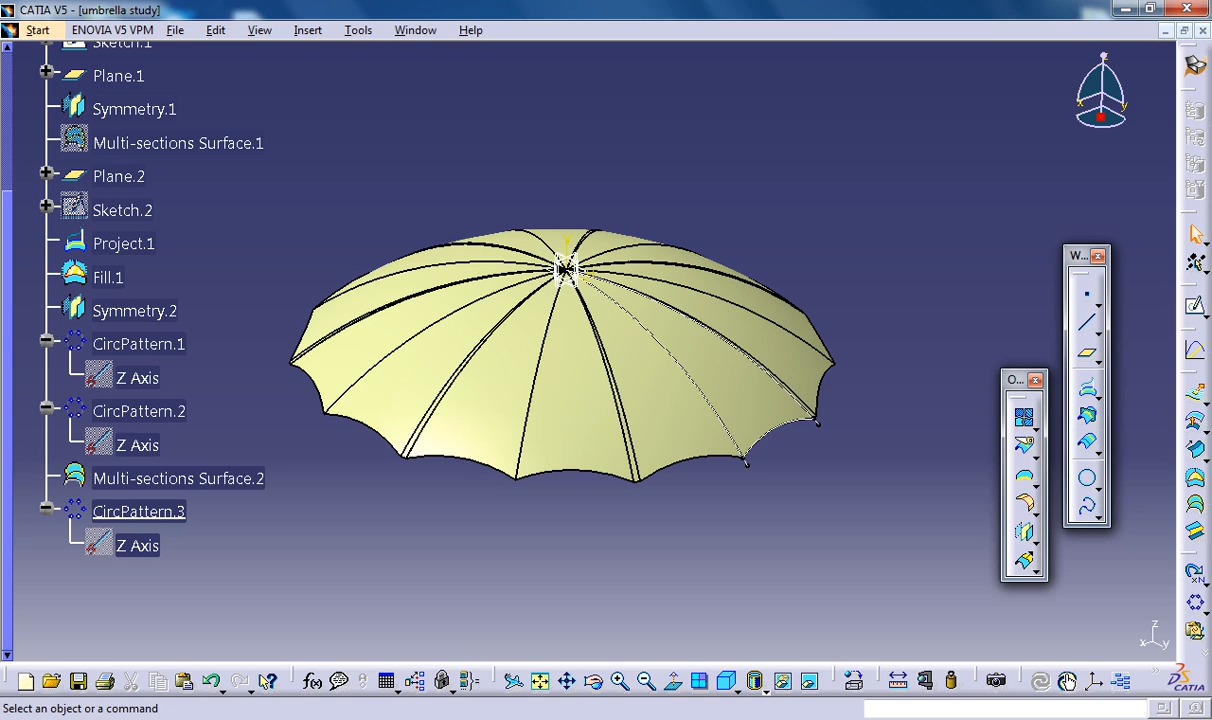 CATIA V5 - [umbrella study]
Start ENOVIA V5 VPM File Edit View Insert Tools Window Help
Sketch.1
Plane.1
Symmetry.1
Multi-sections Surface.1
Plane.2
Sketch.2
Project.1
Fill.1
Symmetry.2
CircPattern.1
Z Axis
CircPattern.2
Z Axis
Multi-sections Surface.2
CircPattern.3
Z Axis
z
x
y
W...
O...
z
x y
f(x)
CATIA
Select an object or a command